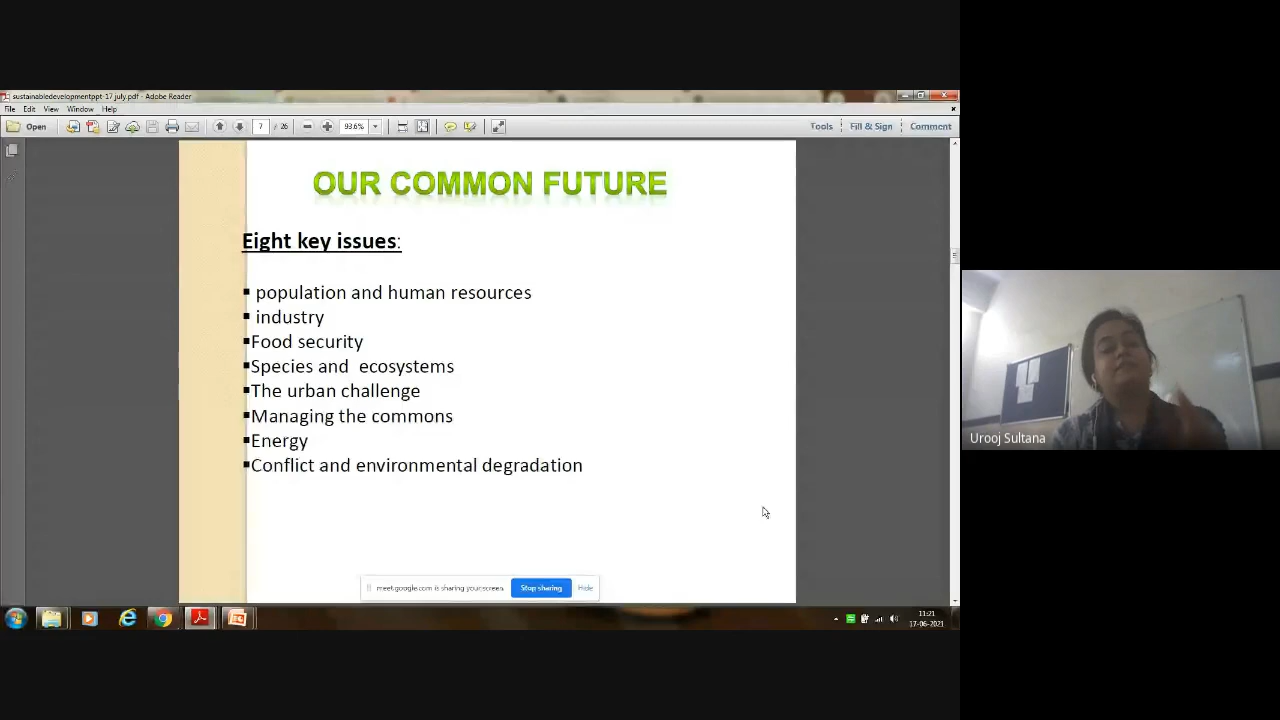 sustainabledevelopmentppt-17 july.pdf - Adobe Reader
File Edit View Window Help
Open 7 / 26 93.6% Tools Fill & Sign Comment
OUR COMMON FUTURE
Eight key issues:
▪ population and human resources
▪ industry
▪Food security
▪Species and  ecosystems
▪The urban challenge
▪Managing the commons
▪Energy
▪Conflict and environmental degradation
Urooj Sultana
meet.google.com is sharing your screen. Stop sharing Hide
11:21
17-06-2021